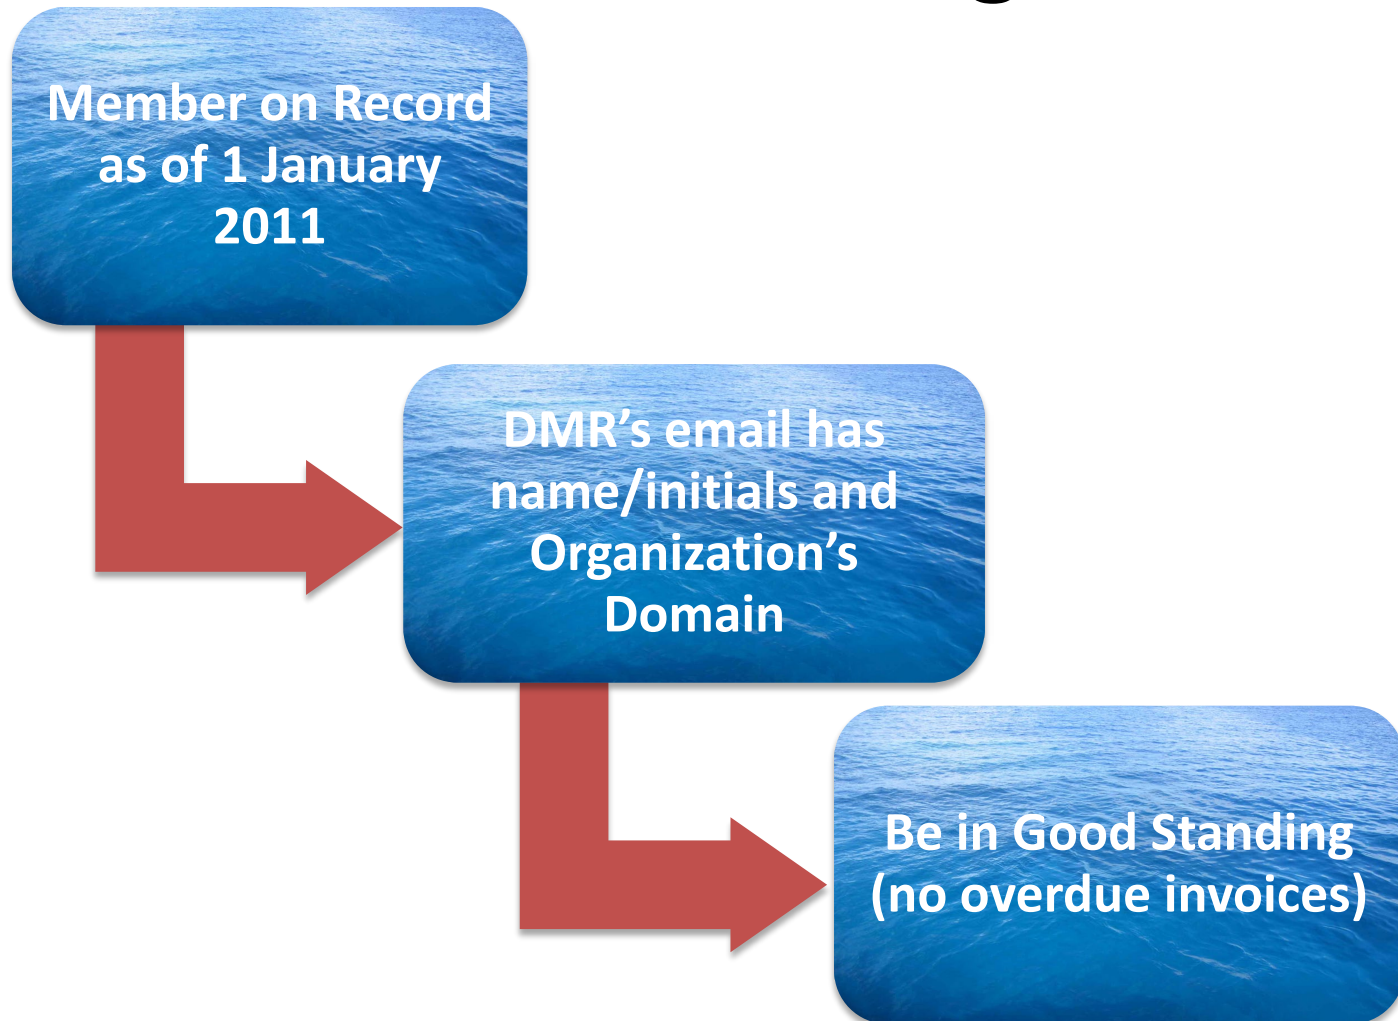 Member on Record
as of 1 January
2011
DMR’s email has
name/initials and
Organization’s
Domain
Be in Good Standing
(no overdue invoices)